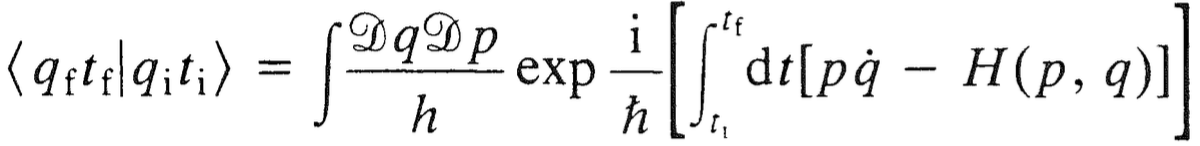 ⟨q_f t_f|q_i t_i⟩ = ∫ 𝒟q𝒟p/h exp i/ħ [∫_{t_i}^{t_f} dt[pq̇ − H(p, q)]]